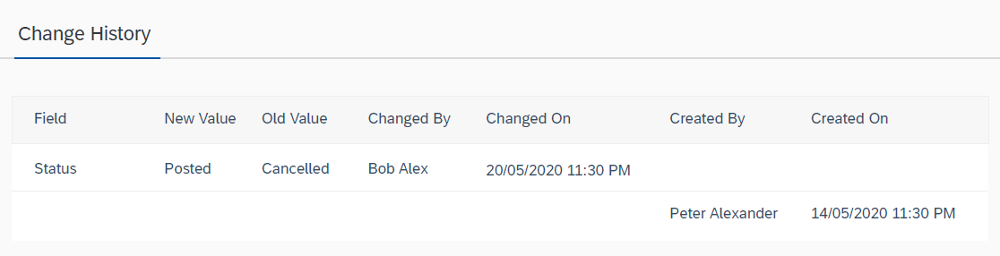 Change History
Field New Value Old Value Changed By Changed On Created By Created On
Status Posted Cancelled Bob Alex 20/05/2020 11:30 PM
Peter Alexander 14/05/2020 11:30 PM